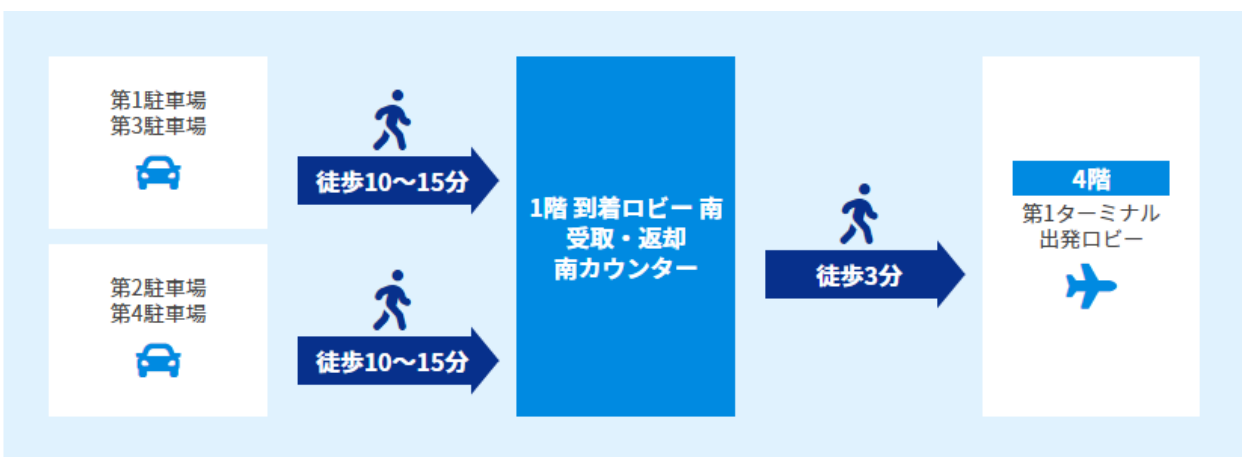 第1駐車場
第3駐車場
徒歩10～15分
第2駐車場
第4駐車場
徒歩10～15分
1階 到着ロビー 南
受取・返却
南カウンター
徒歩3分
4階
第1ターミナル
出発ロビー